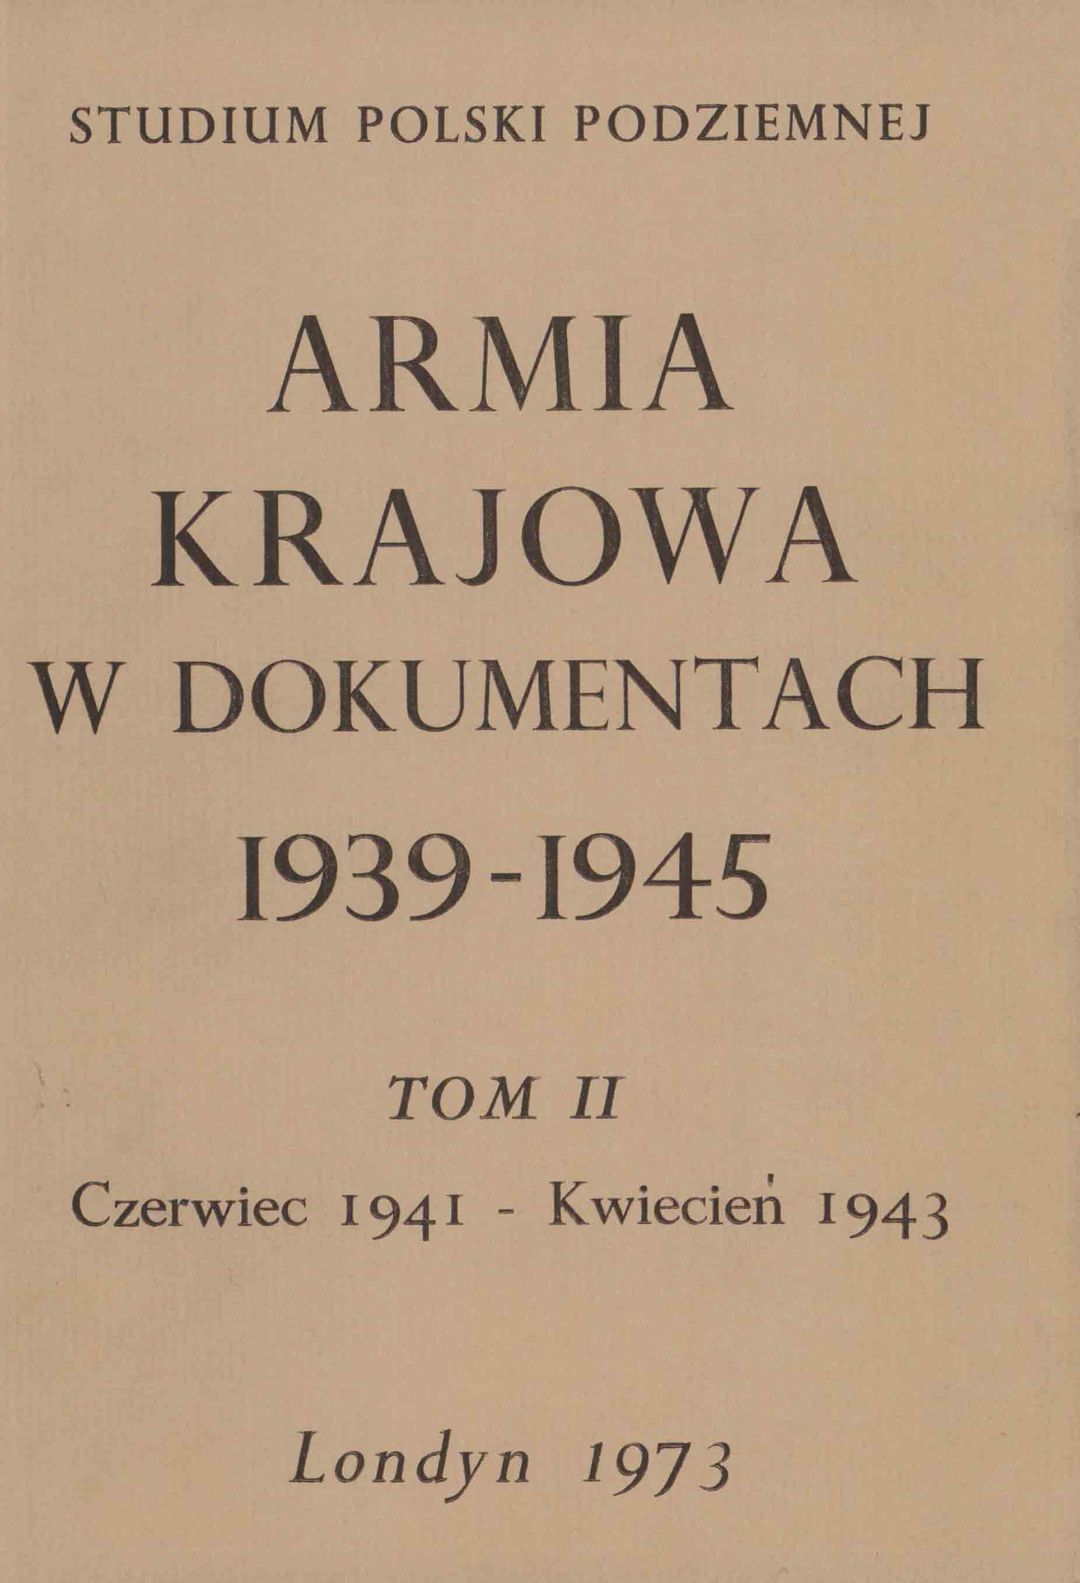 STUDIUM POLSKI PODZIEMNEJ
ARMIA
KRAJOWA
W DOKUMENTACH
1939-1945
TOM II
Czerwiec 1941 - Kwiecień 1943
Londyn 1973